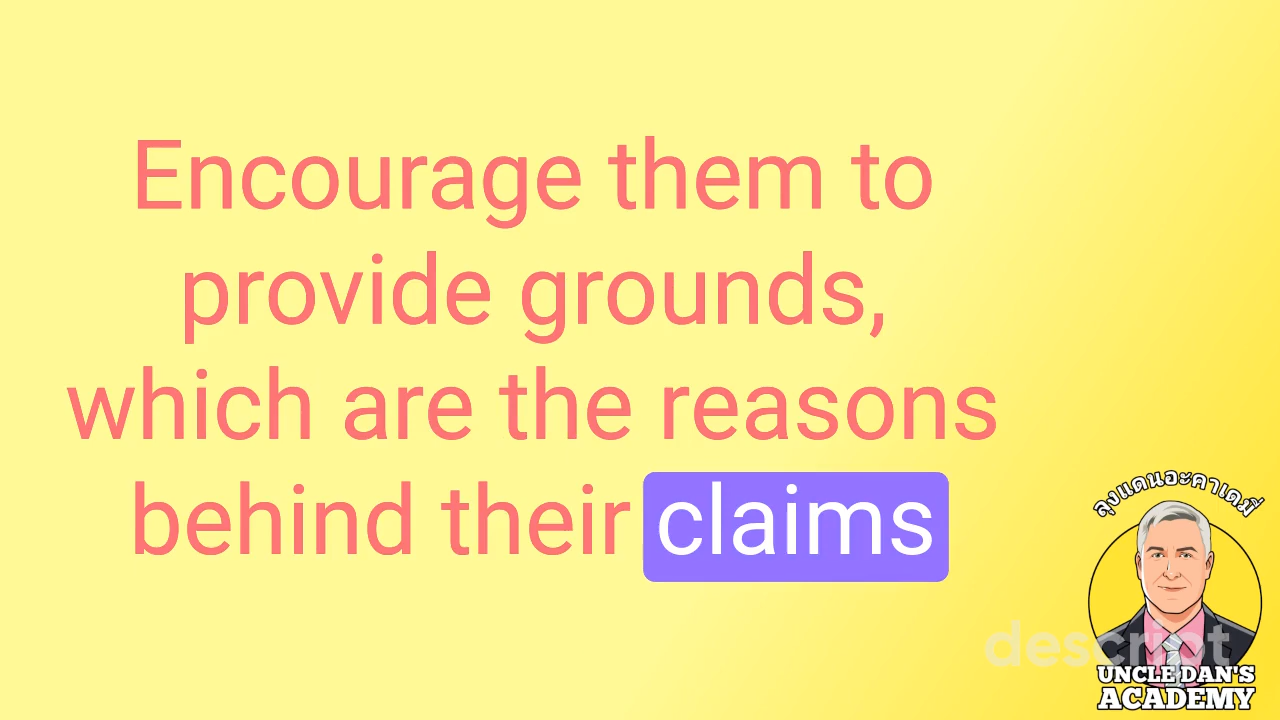 Encourage them to
provide grounds,
which are the reasons
behind their claims
ลุงแดนอะคาเดมี่
descript
UNCLE DAN'S
ACADEMY